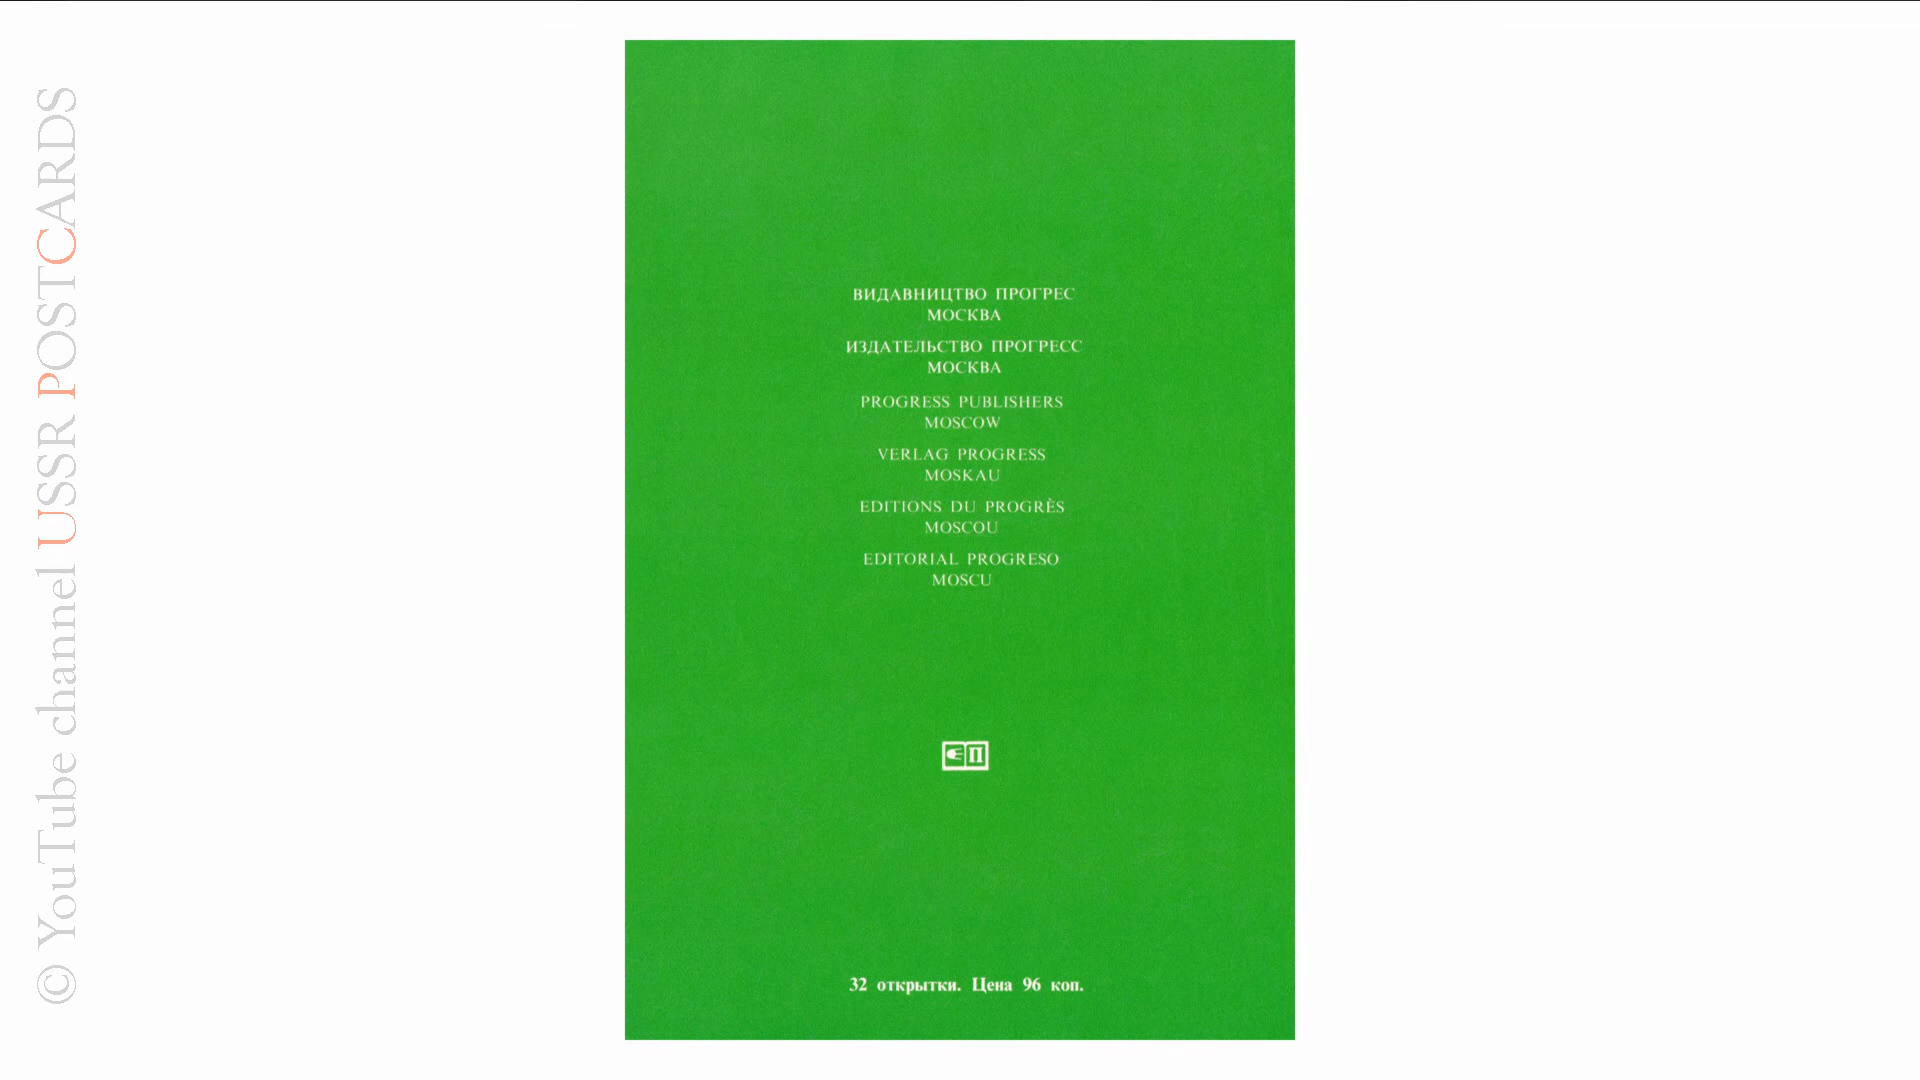 © YouTube channel USSR POSTCARDS
ВИДАВНИЦТВО ПРОГРЕС
МОСКВА
ИЗДАТЕЛЬСТВО ПРОГРЕСС
МОСКВА
PROGRESS PUBLISHERS
MOSCOW
VERLAG PROGRESS
MOSKAU
EDITIONS DU PROGRÈS
MOSCOU
EDITORIAL PROGRESO
MOSCU
П
32 открытки. Цена 96 коп.